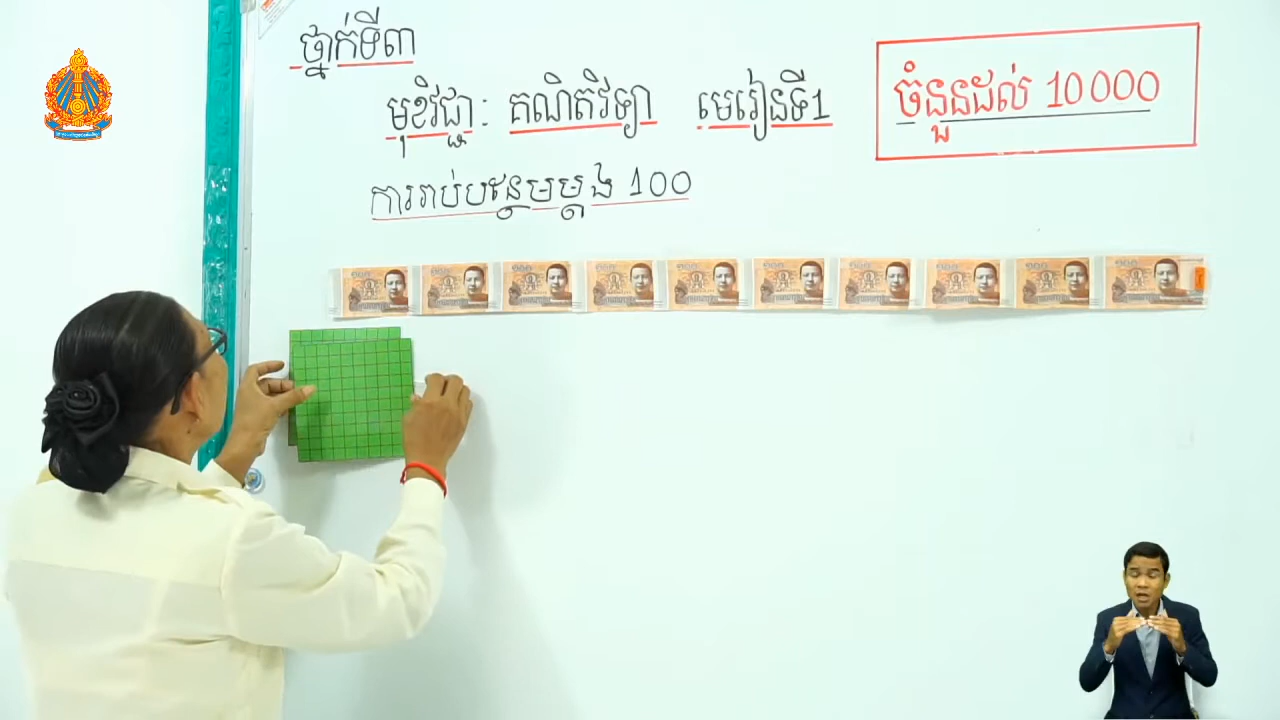 ថ្នាក់ទី៣
មុខវិជ្ជា: គណិតវិទ្យា មេរៀនទី1
ចំនួនដល់ 10000
ការរាប់បន្ថែមម្តង 100